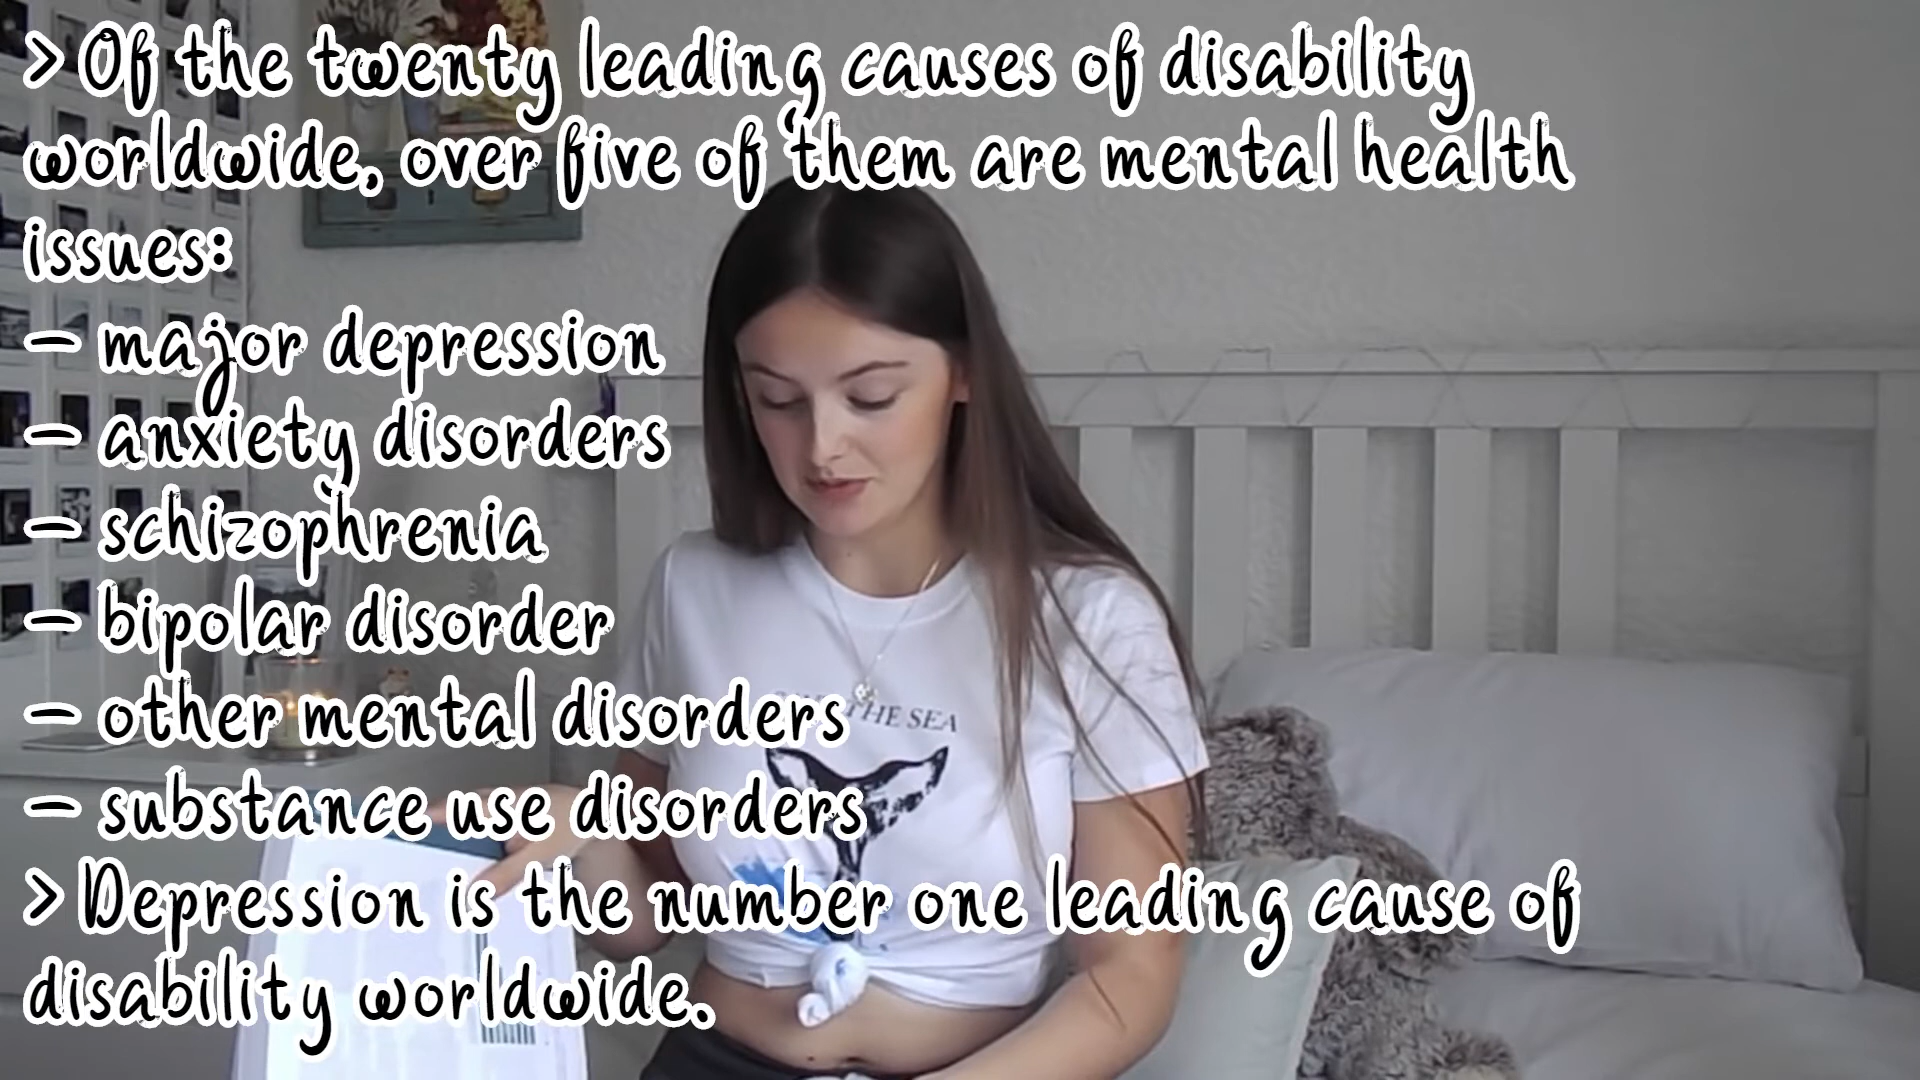 > Of the twenty leading causes of disability
worldwide, over five of them are mental health
issues:
– major depression
– anxiety disorders
– schizophrenia
– bipolar disorder
– other mental disorders
– substance use disorders
> Depression is the number one leading cause of
disability worldwide.
THE SEA